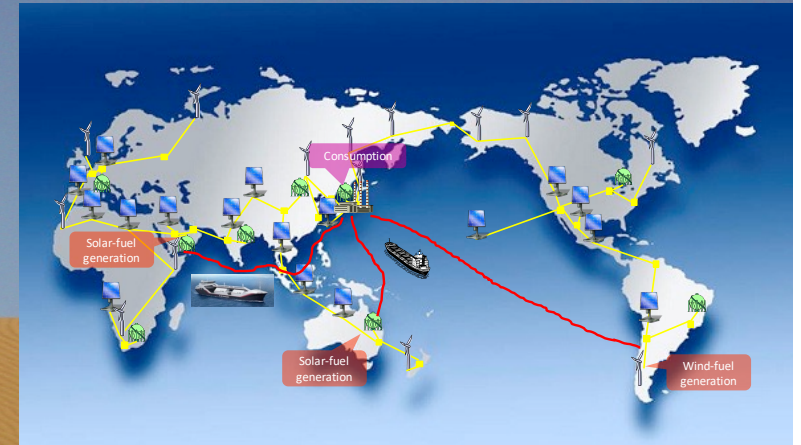 Consumption
Solar-fuel
generation
Solar-fuel
generation
Wind-fuel
generation